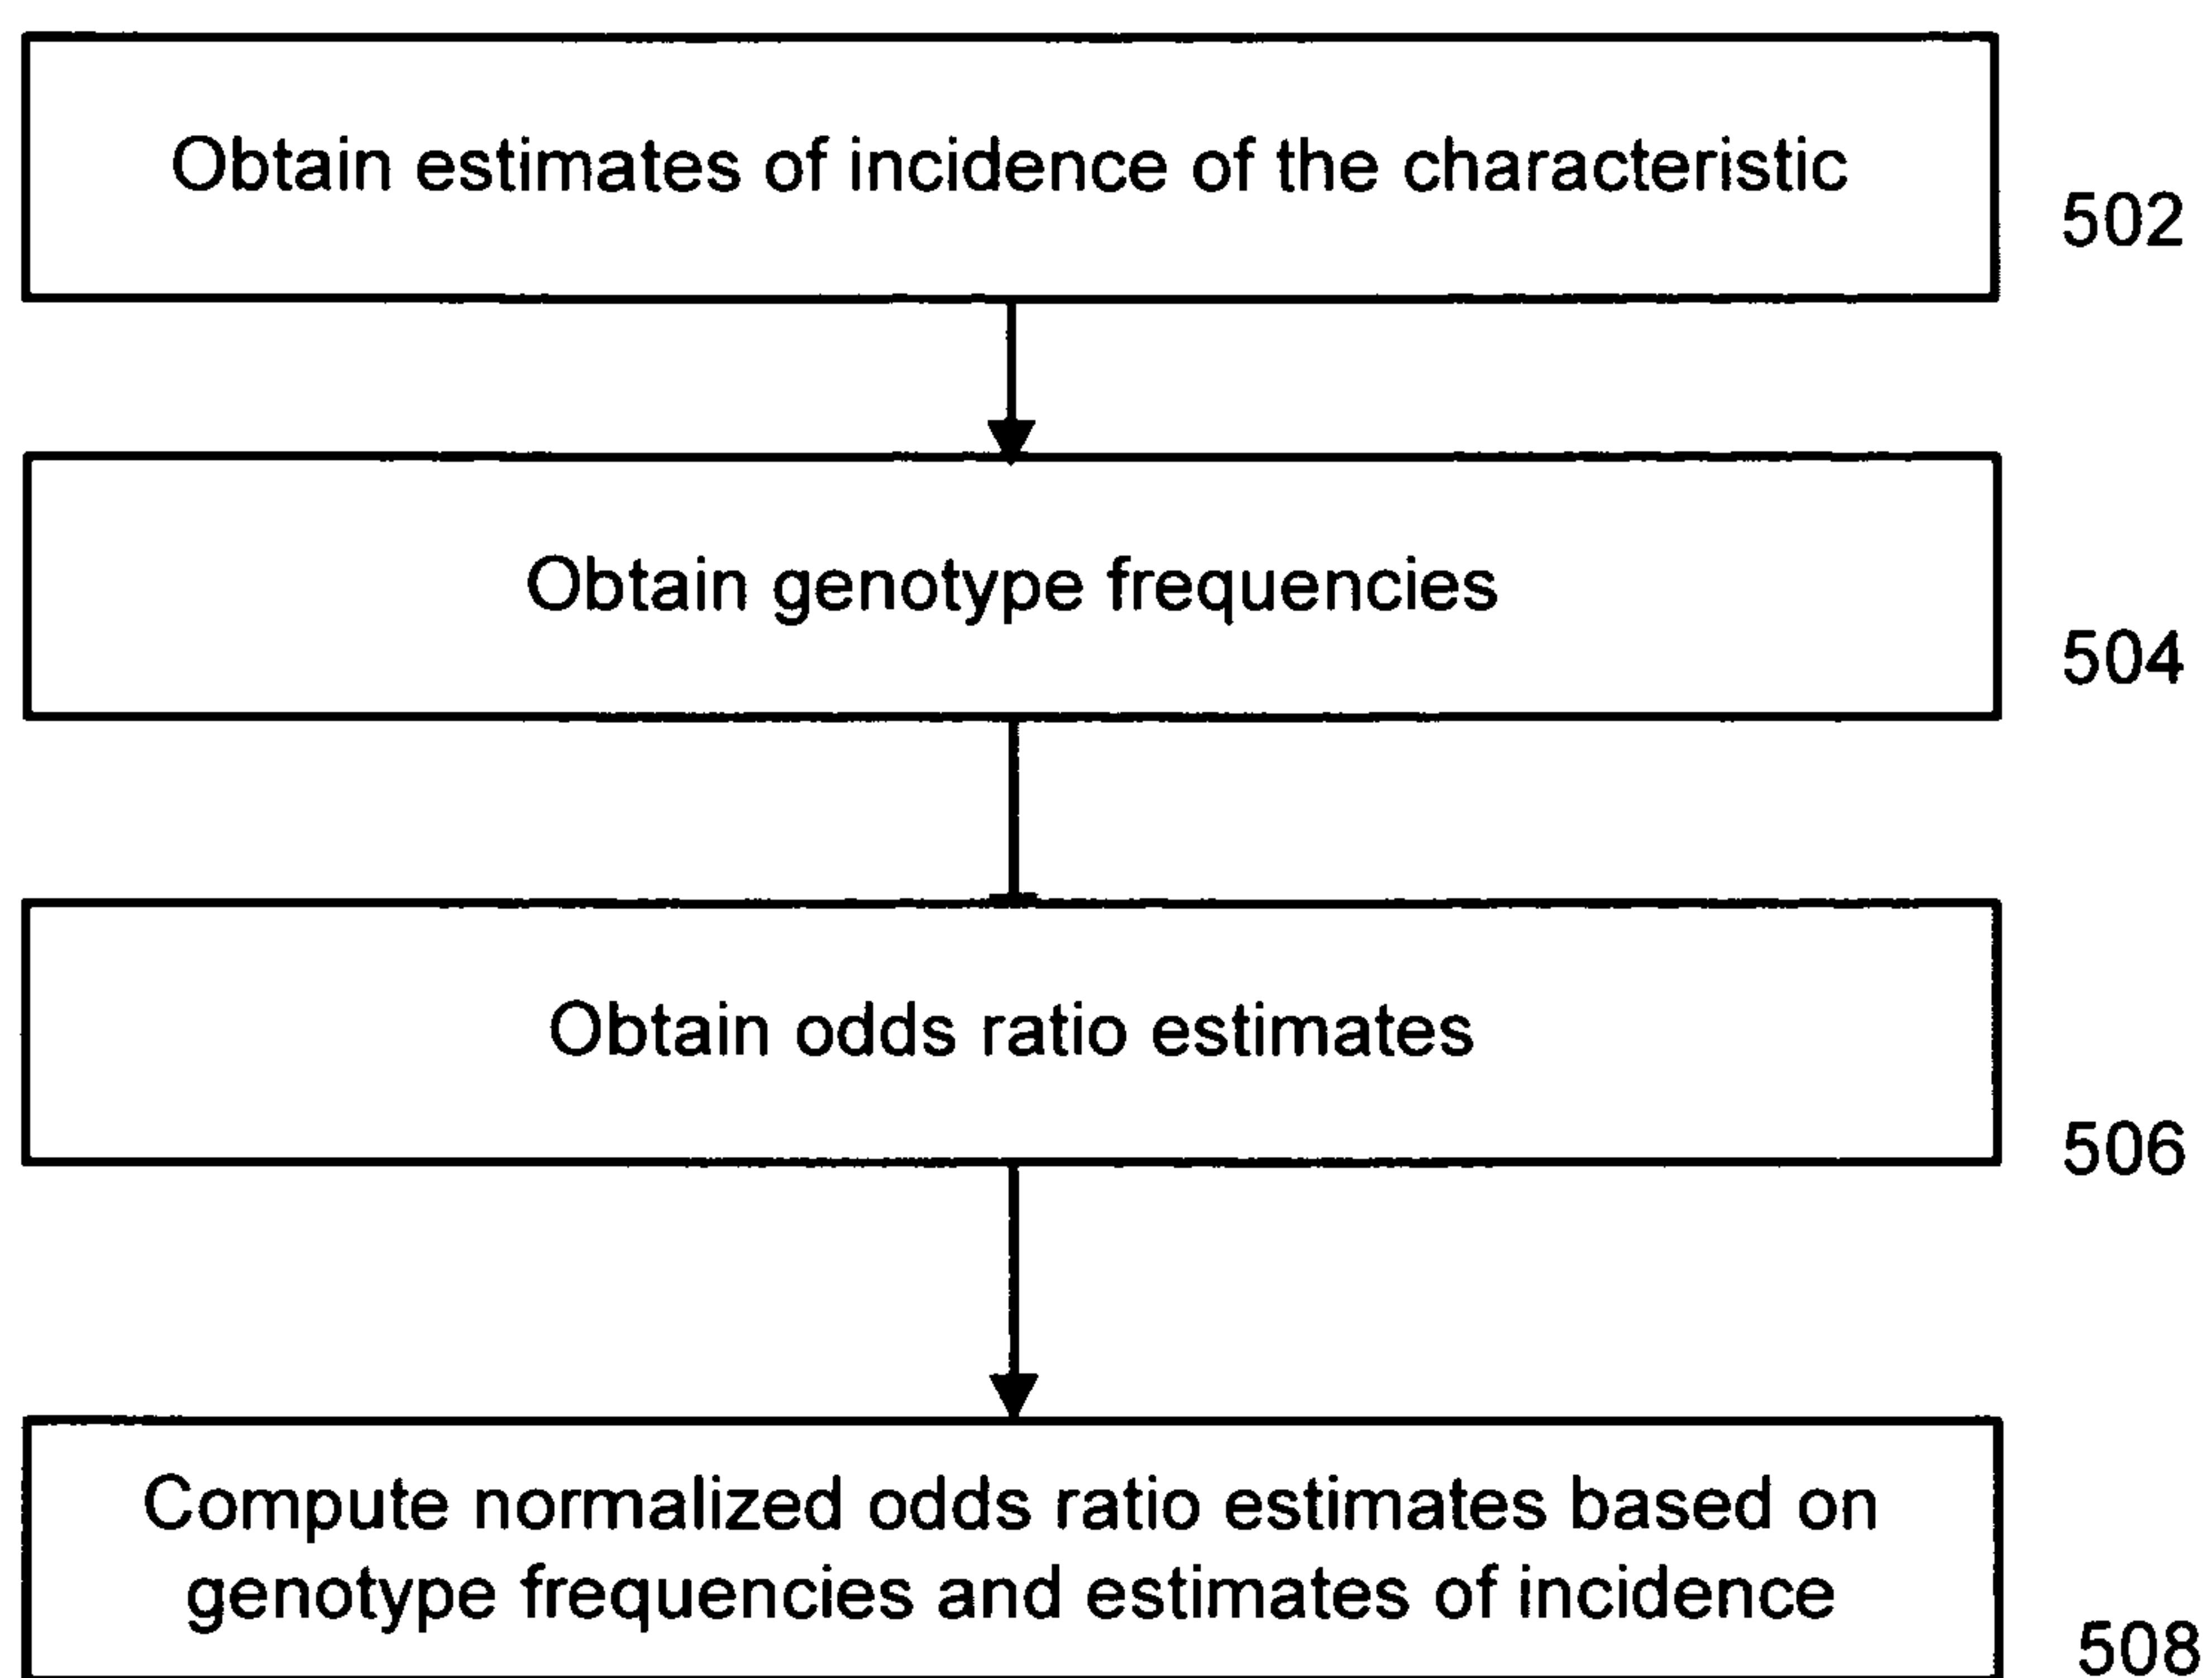 Obtain estimates of incidence of the characteristic
502
Obtain genotype frequencies
504
Obtain odds ratio estimates
506
Compute normalized odds ratio estimates based on
genotype frequencies and estimates of incidence
508